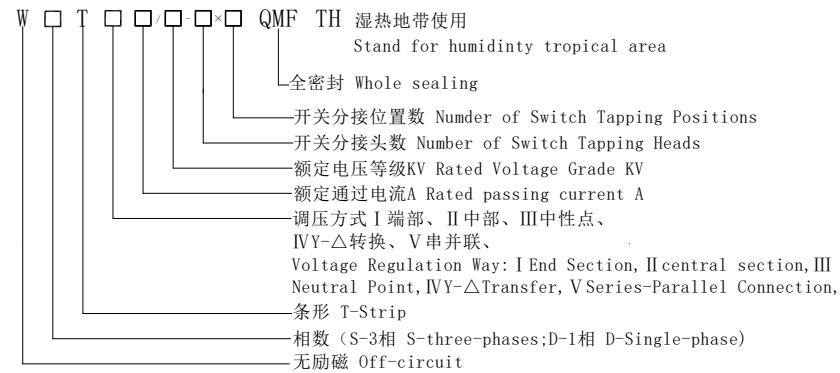 W □ T □ □/□-□×□ QMF TH 湿热地带使用
Stand for humidinty tropical area
全密封 Whole sealing
开关分接位置数 Numder of Switch Tapping Positions
开关分接头数 Number of Switch Tapping Heads
额定电压等级KV Rated Voltage Grade KV
额定通过电流A Rated passing current A
调压方式Ⅰ端部、Ⅱ中部、Ⅲ中性点、
ⅣY-△转换、Ⅴ串并联、
Voltage Regulation Way:ⅠEnd Section,Ⅱcentral section,Ⅲ
Neutral Point,ⅣY-△Transfer,ⅤSeries-Parallel Connection,
条形 T-Strip
相数（S-3相 S-three-phases;D-1相 D-Single-phase)
无励磁 Off-circuit